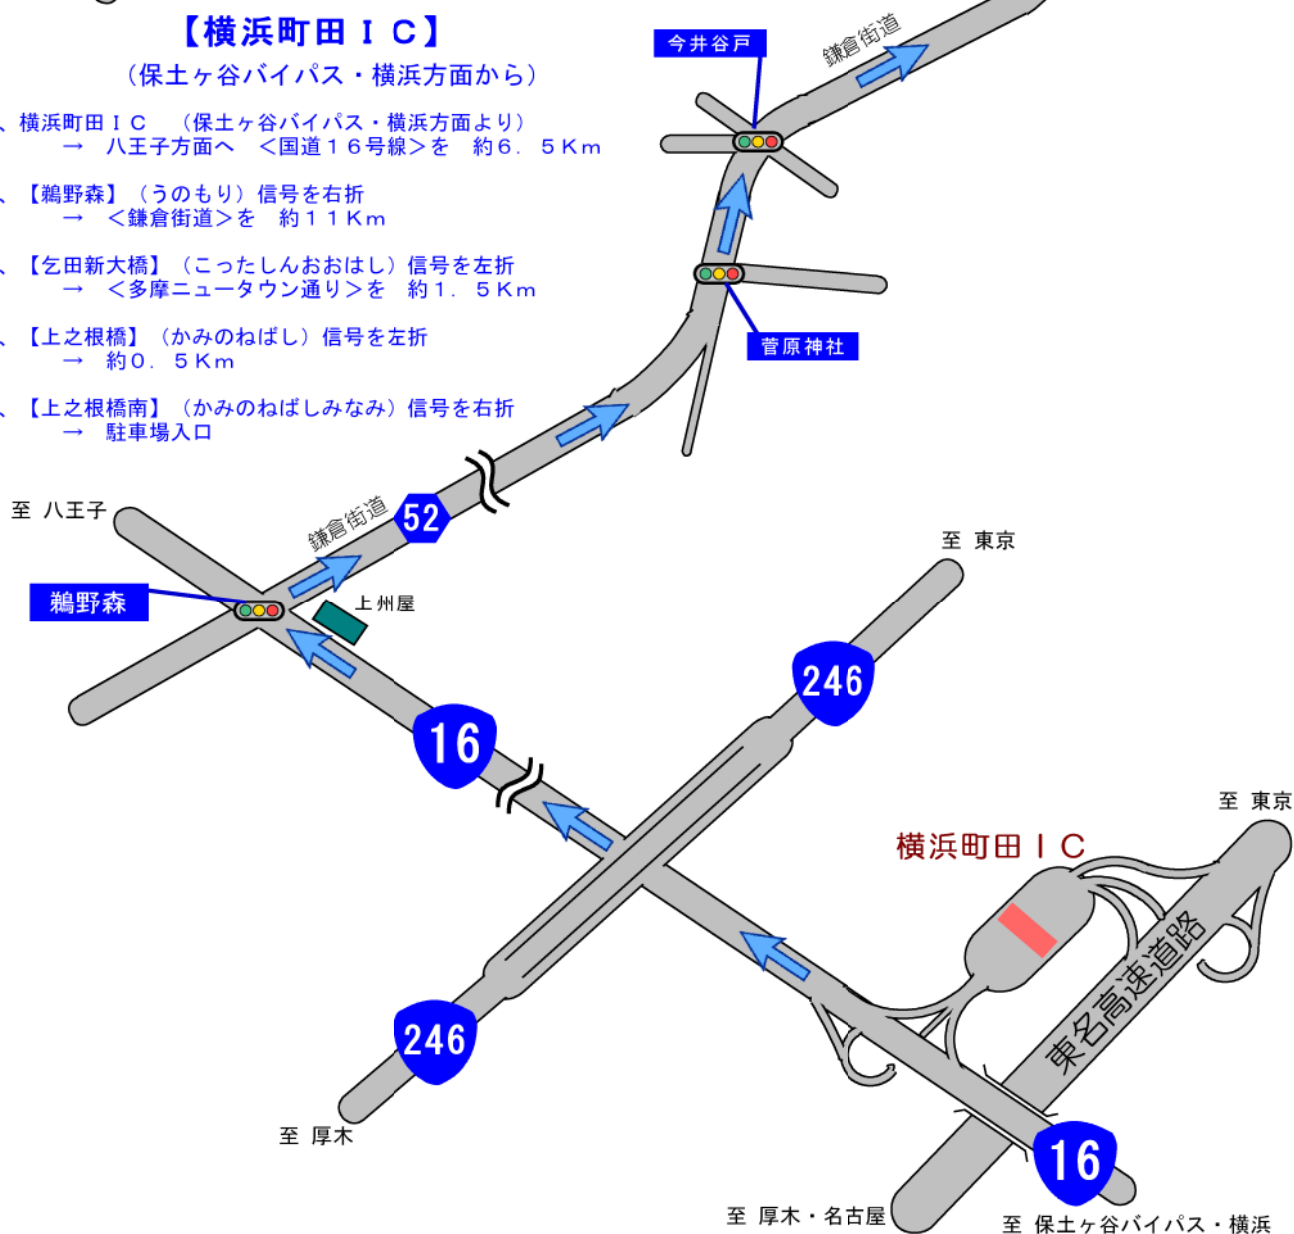 【横浜町田ＩＣ】
（保土ヶ谷バイパス・横浜方面から）
、横浜町田ＩＣ　（保土ヶ谷バイパス・横浜方面より）
→　八王子方面へ　＜国道１６号線＞を　約６．５Ｋｍ
、【鵜野森】（うのもり）信号を右折
→　＜鎌倉街道＞を　約１１Ｋｍ
、【乞田新大橋】（こったしんおおはし）信号を左折
→　＜多摩ニュータウン通り＞を　約１．５Ｋｍ
、【上之根橋】（かみのねばし）信号を左折
→　約０．５Ｋｍ
、【上之根橋南】（かみのねばしみなみ）信号を右折
→　駐車場入口
今井谷戸
鎌倉街道
菅原神社
至 八王子
鎌倉街道
52
鵜野森
上州屋
至 東京
246
16
至 東京
横浜町田ＩＣ
東名高速道路
246
至 厚木
16
至 厚木・名古屋
至 保土ヶ谷バイパス・横浜